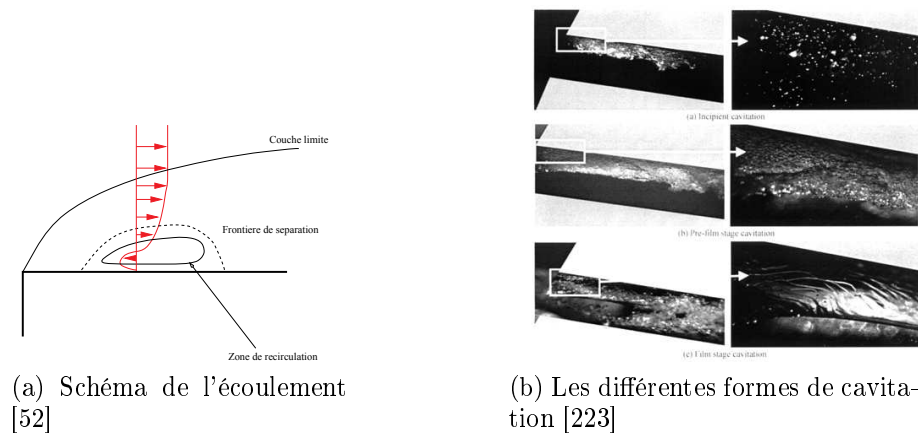 Couche limite
Frontiere de separation
Zone de recirculation
(a) Schéma de l'écoulement
[52]
(a) Incipient cavitation
(b) Pre-film stage cavitation
(c) Film stage cavitation
(b) Les différentes formes de cavita-
tion [223]